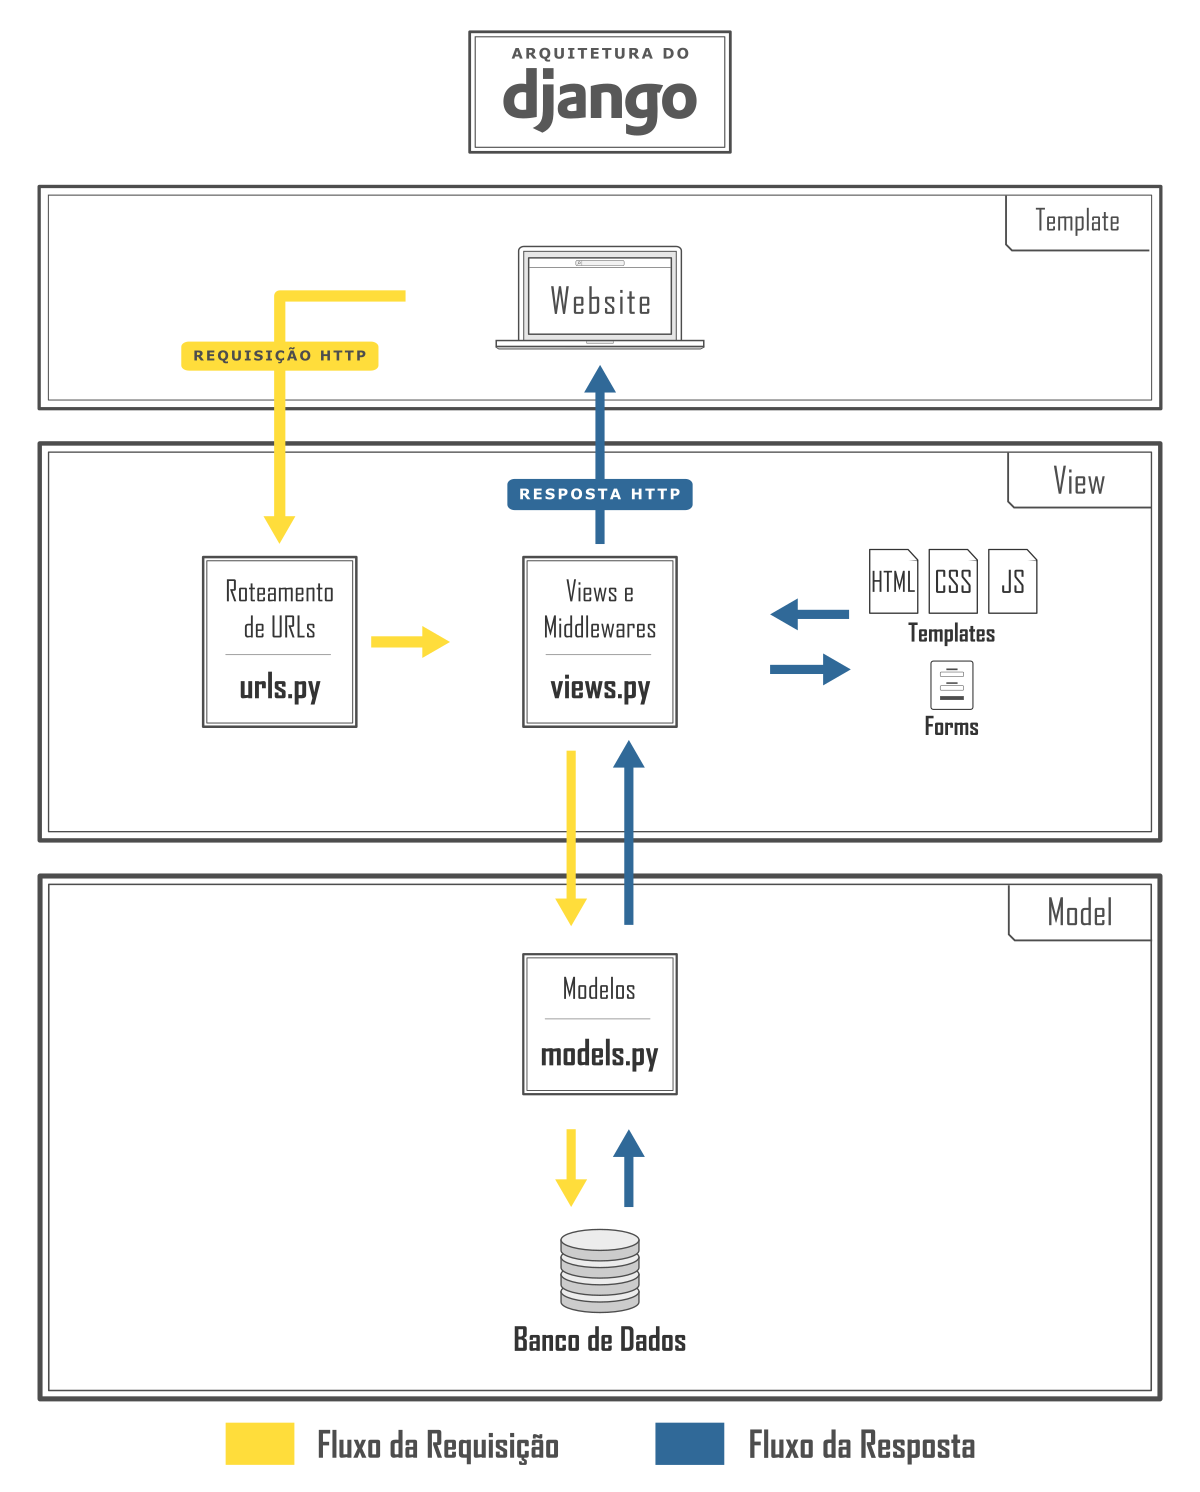 ARQUITETURA DO
django
Template
Website
REQUISIÇÃO HTTP
View
RESPOSTA HTTP
Roteamento
de URLs
urls.py
Views e
Middlewares
views.py
HTML CSS JS
Templates
Forms
Model
Modelos
models.py
Banco de Dados
Fluxo da Requisição
Fluxo da Resposta